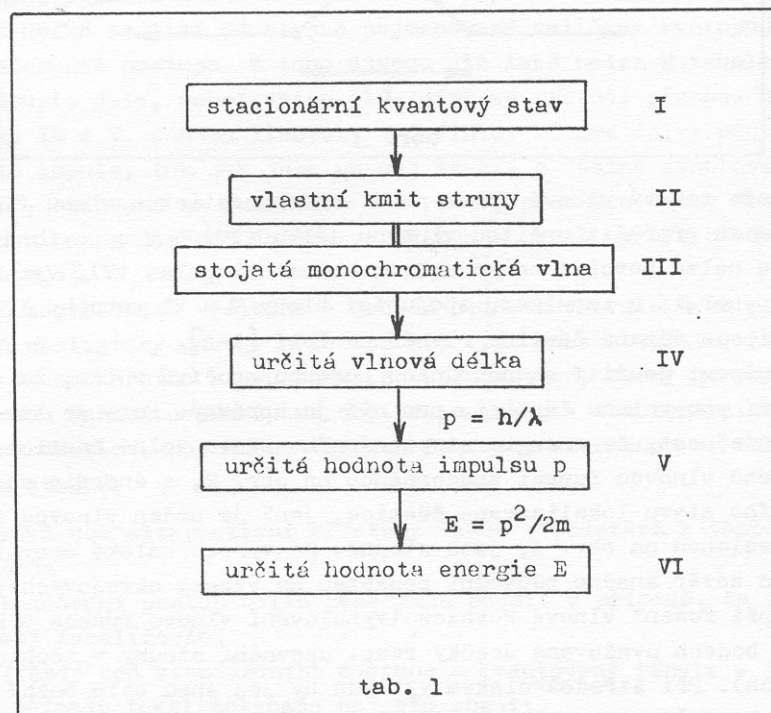 stacionární kvantový stav I
vlastní kmit struny II
stojatá monochromatická vlna III
určitá vlnová délka IV
p = h/λ
určitá hodnota impulsu p V
E = p²/2m
určitá hodnota energie E VI
tab. 1